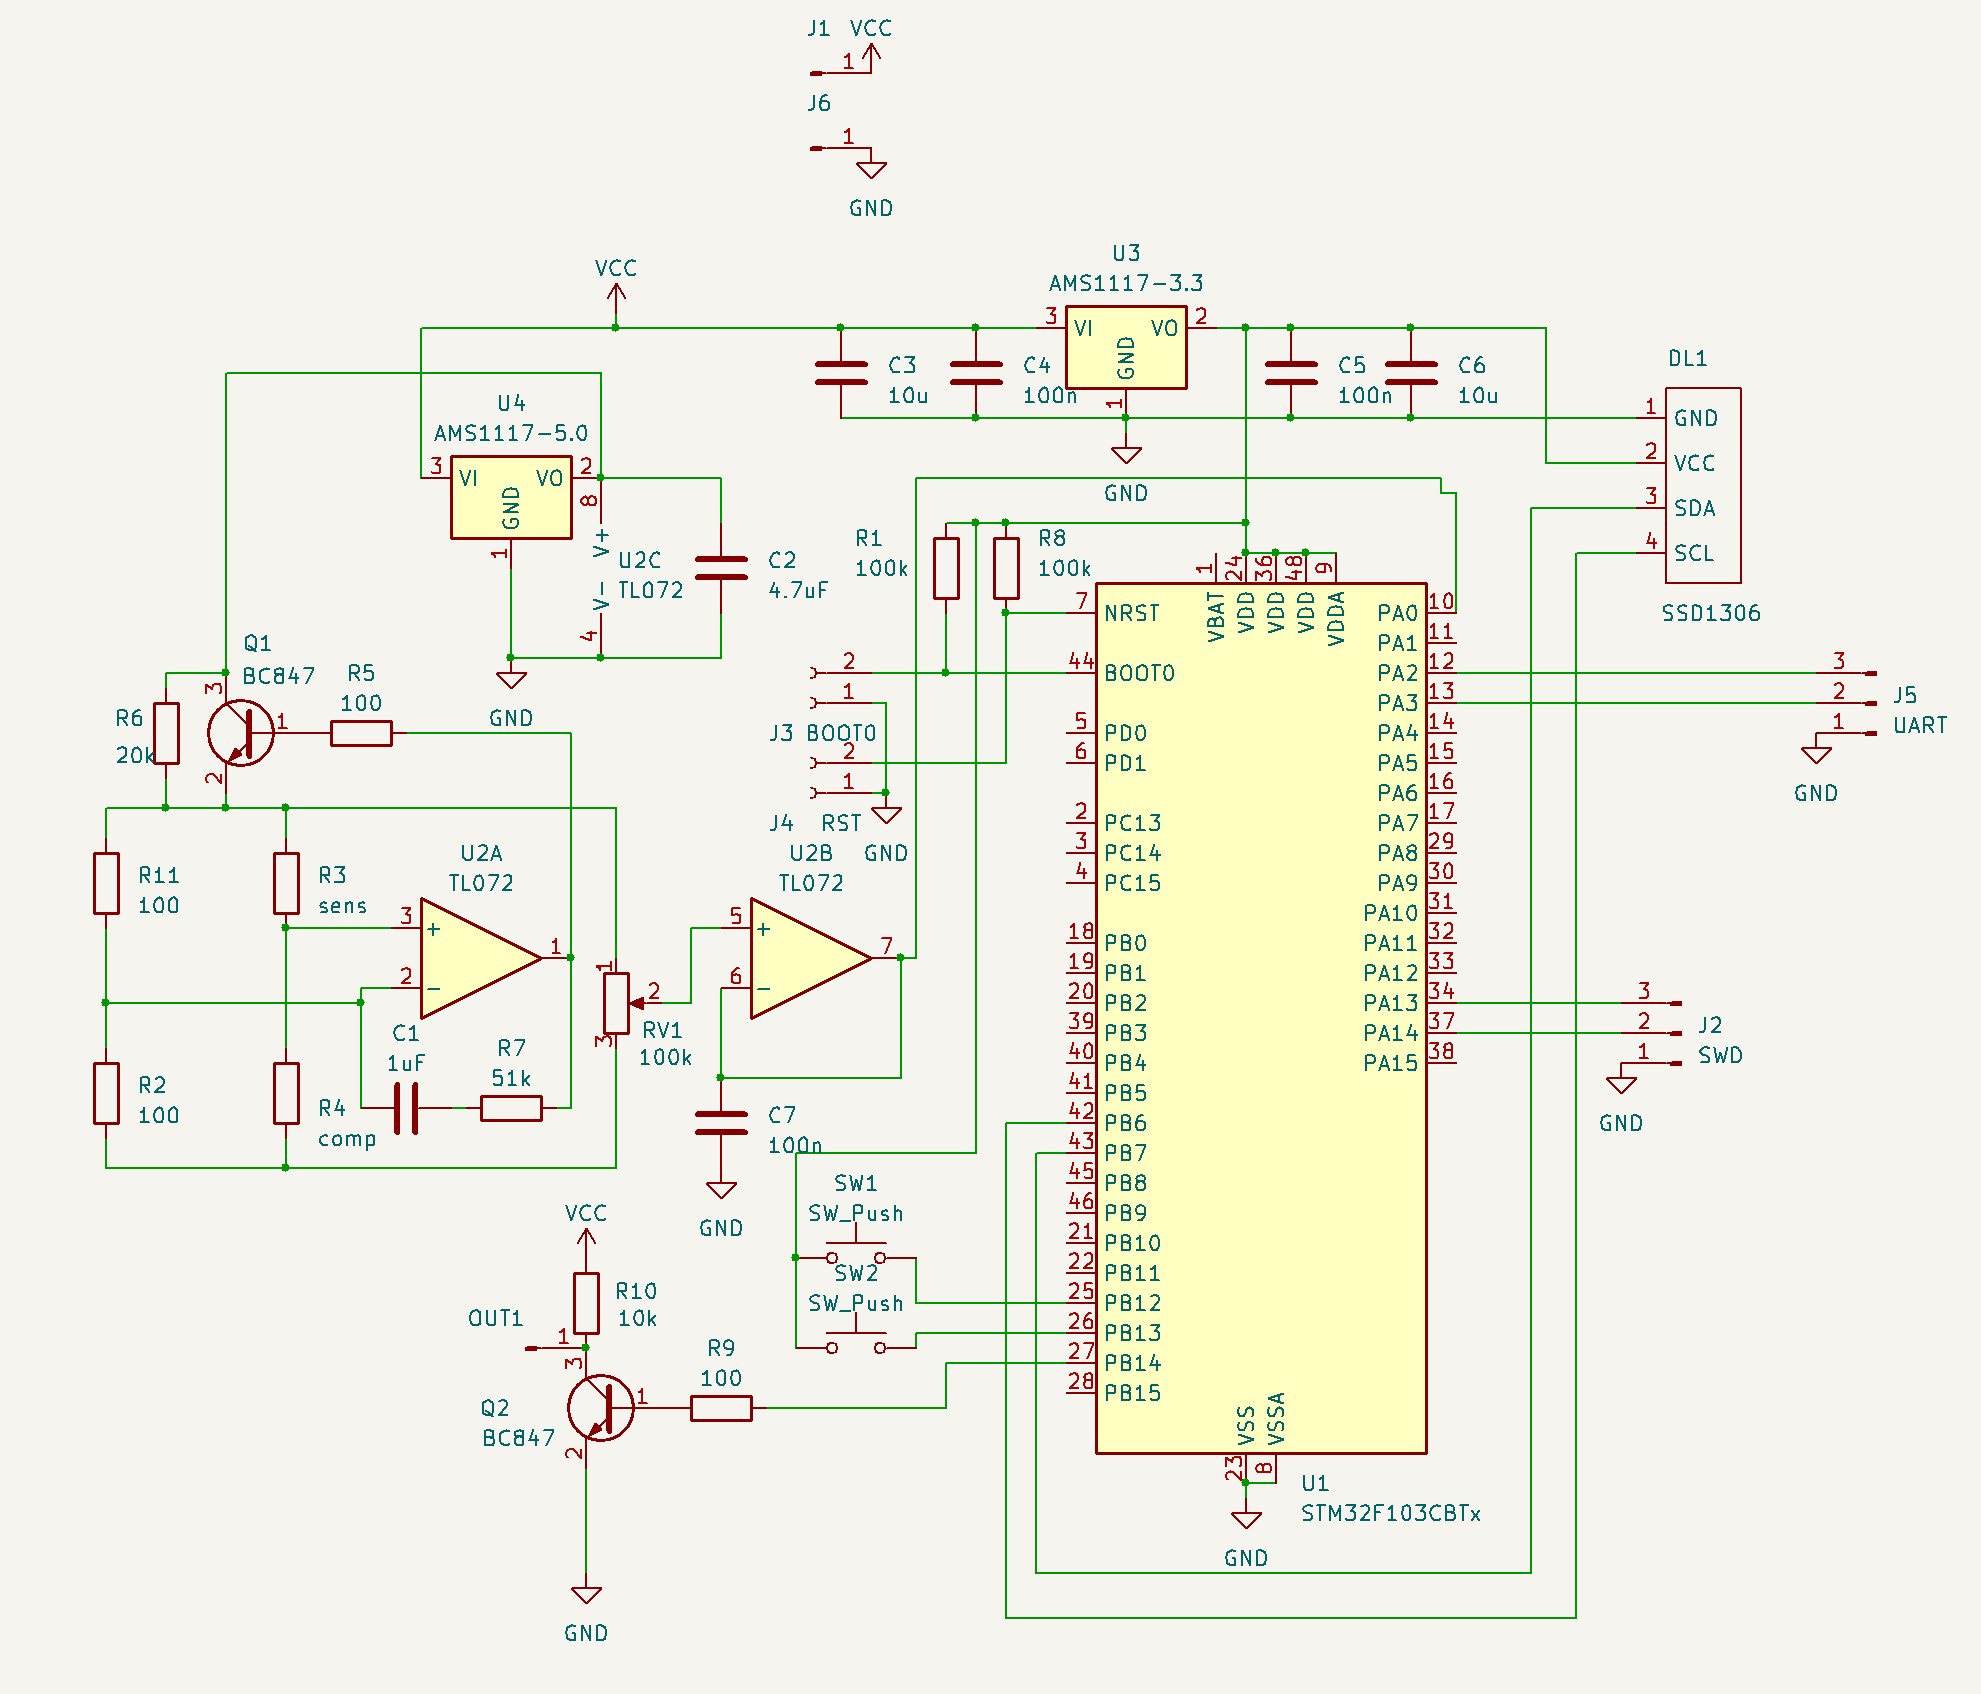 J1 VCC
1
J6
1
GND
U3
AMS1117-3.3
VCC
3 VI VO 2
GND
1
C3
10u
C4
100n
C5
100n
C6
10u
GND
DL1
1 GND
2 VCC
3 SDA
4 SCL
SSD1306
U4
AMS1117-5.0
3 VI VO 2
GND
1
8
V+
V-
4
U2C
TL072
C2
4.7uF
GND
R1
100k
R8
100k
Q1
BC847
3
1
2
R5
100
R6
20k
2
1
J3 BOOT0
2
1
J4 RST
GND
R11
100
R3
sens
U2A
TL072
3 +
2 -
1
R2
100
R4
comp
C1
1uF
R7
51k
1
2
3
RV1
100k
U2B
TL072
5 +
6 -
7
C7
100n
GND
SW1
SW_Push
SW2
SW_Push
VCC
R10
10k
OUT1
1
3
Q2
BC847
1
2
R9
100
GND
1 VBAT
24 VDD
36 VDD
48 VDD
9 VDDA
7 NRST
44 BOOT0
5 PD0
6 PD1
2 PC13
3 PC14
4 PC15
18 PB0
19 PB1
20 PB2
39 PB3
40 PB4
41 PB5
42 PB6
43 PB7
45 PB8
46 PB9
21 PB10
22 PB11
25 PB12
26 PB13
27 PB14
28 PB15
PA0 10
PA1 11
PA2 12
PA3 13
PA4 14
PA5 15
PA6 16
PA7 17
PA8 29
PA9 30
PA10 31
PA11 32
PA12 33
PA13 34
PA14 37
PA15 38
VSS 23
VSSA 8
U1
STM32F103CBTx
GND
3
2
1
J5
UART
GND
3
2
1
J2
SWD
GND